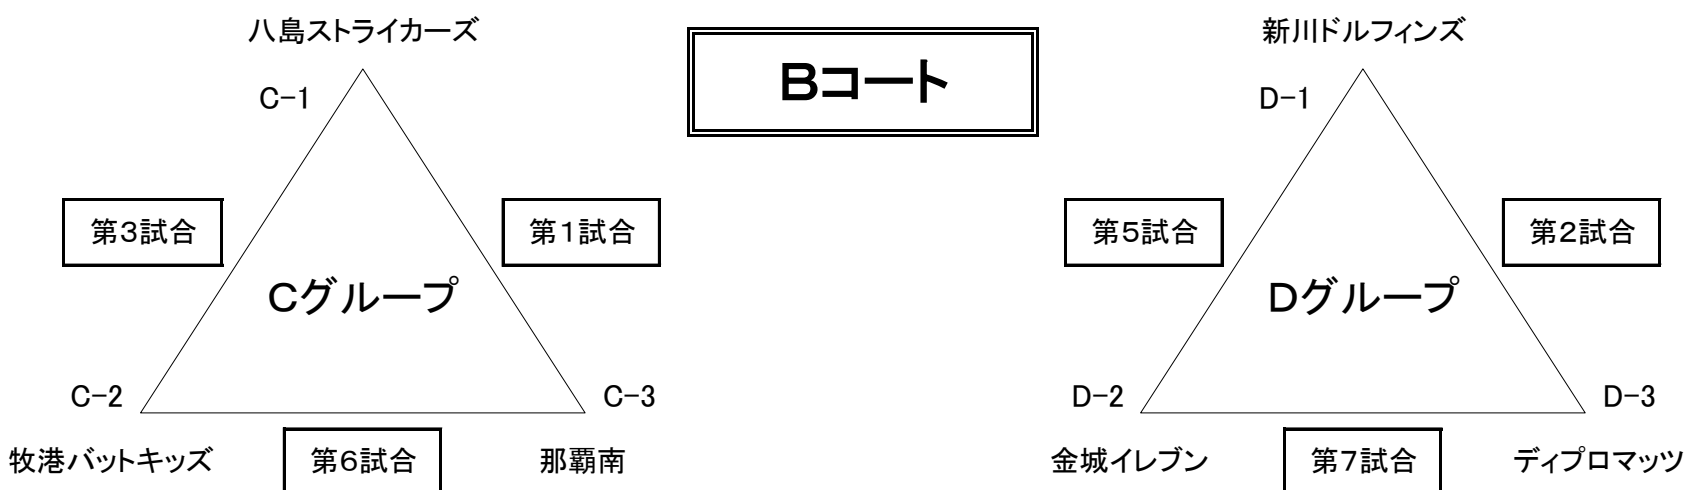 八島ストライカーズ
Bコート
新川ドルフィンズ
C-1
D-1
第3試合
第1試合
第5試合
第2試合
Cグループ
Dグループ
C-2
C-3
D-2
D-3
牧港バットキッズ
第6試合
那覇南
金城イレブン
第7試合
ディプロマッツ